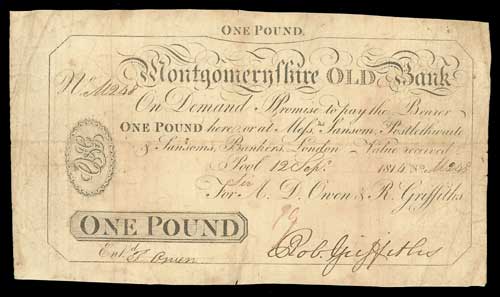 ONE POUND.
Montgomeryshire OLD Bank
No M248
On Demand I Promise to pay the Bearer
ONE POUND here or at Messrs Sansom, Postlethwaite
& Sansoms, Bankers, London Value received
Pool 12 Sepr 1814 No M248
For A. D. Owen & R. Griffiths
ONE POUND
Entd T. Owen
Rob. Griffiths